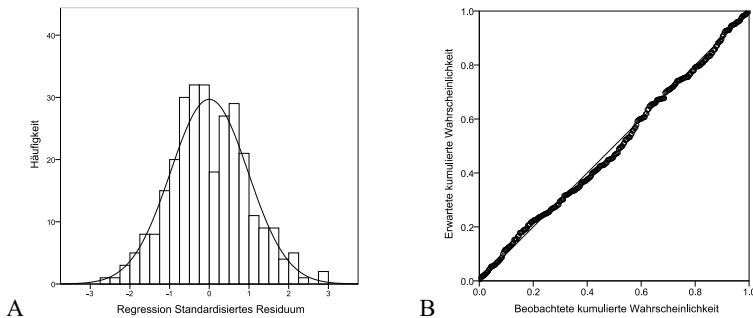 40
30
20
10
0
Häufigkeit
-3 -2 -1 0 1 2 3
Regression Standardisiertes Residuum
A
1.0
0.8
0.6
0.4
0.2
0.0
Erwartete kumulierte Wahrscheinlichkeit
0.0 0.2 0.4 0.6 0.8 1.0
Beobachtete kumulierte Wahrscheinlichkeit
B